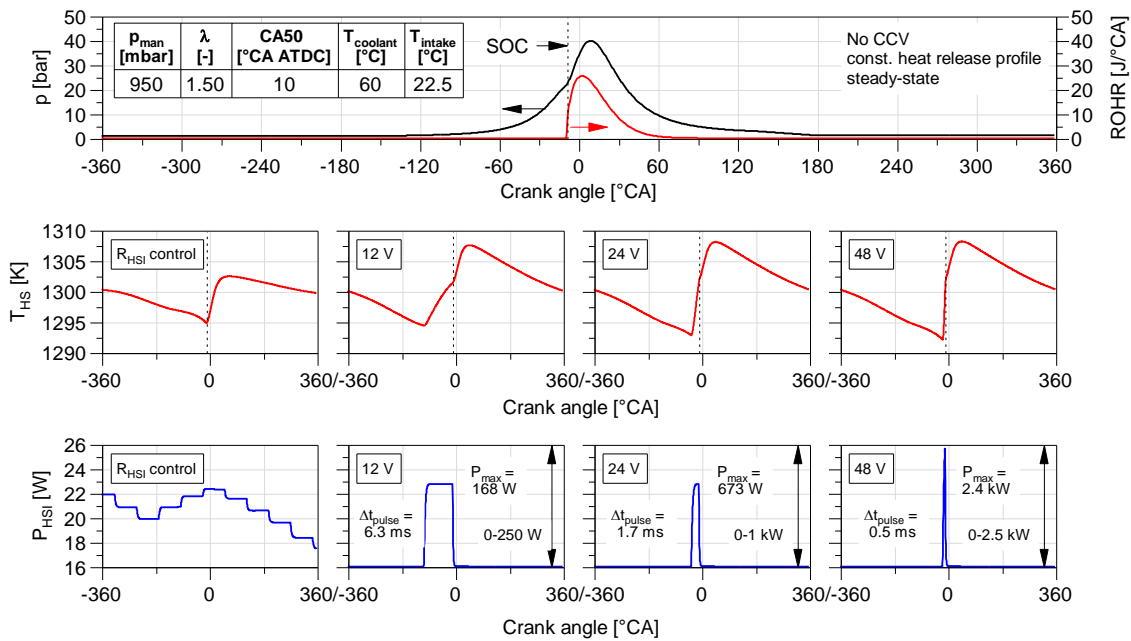 50 40 30 20 10 0
p [bar]
p_man [mbar] λ [-] CA50 [°CA ATDC] T_coolant [°C] T_intake [°C]
950 1.50 10 60 22.5
SOC
No CCV
const. heat release profile
steady-state
50 40 30 20 10 0
ROHR [J/°CA]
-360 -300 -240 -180 -120 -60 0 60 120 180 240 300 360
Crank angle [°CA]
1310 1305 1300 1295 1290
T_HS [K]
R_HSI control
12 V
24 V
48 V
-360 0 360/-360 0 360/-360 0 360/-360 0 360
Crank angle [°CA]
26 24 22 20 18 16
P_HSI [W]
R_HSI control
12 V
P_max =
168 W
Δt_pulse =
6.3 ms
0-250 W
24 V
P_max =
673 W
Δt_pulse =
1.7 ms
0-1 kW
48 V
P_max =
2.4 kW
Δt_pulse =
0.5 ms
0-2.5 kW
-360 0 360/-360 0 360/-360 0 360/-360 0 360
Crank angle [°CA]